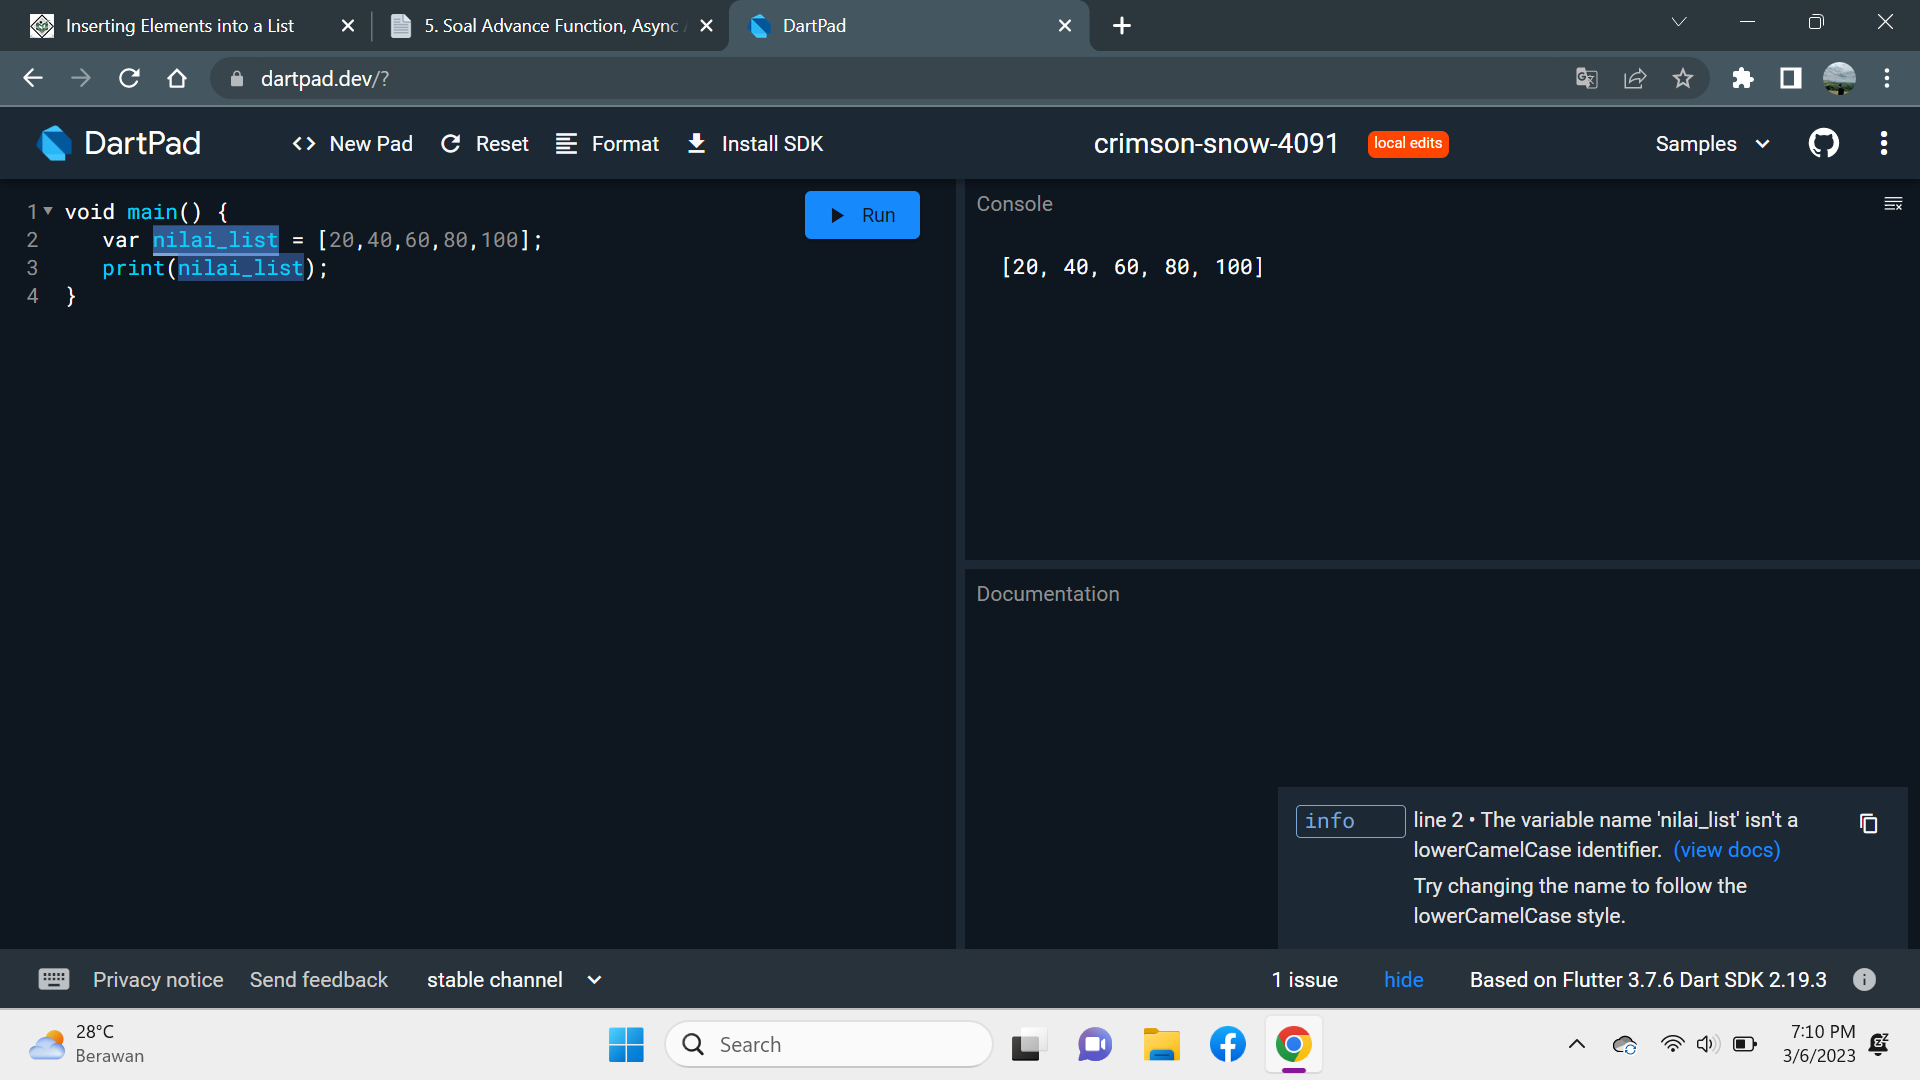 Inserting Elements into a List
5. Soal Advance Function, Async
DartPad
dartpad.dev/?
DartPad
<> New Pad
Reset
Format
Install SDK
crimson-snow-4091
local edits
Samples
1 void main() {
2 var nilai_list = [20,40,60,80,100];
3 print(nilai_list);
4 }
Run
Console
[20, 40, 60, 80, 100]
Documentation
info
line 2 • The variable name 'nilai_list' isn't a
lowerCamelCase identifier. (view docs)
Try changing the name to follow the
lowerCamelCase style.
Privacy notice
Send feedback
stable channel
1 issue
hide
Based on Flutter 3.7.6 Dart SDK 2.19.3
28°C
Berawan
Search
7:10 PM
3/6/2023